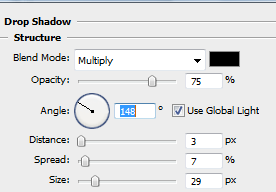 Drop Shadow
Structure
Blend Mode: Multiply
Opacity: 75 %
Angle: 148 ° Use Global Light
Distance: 3 px
Spread: 7 %
Size: 29 px